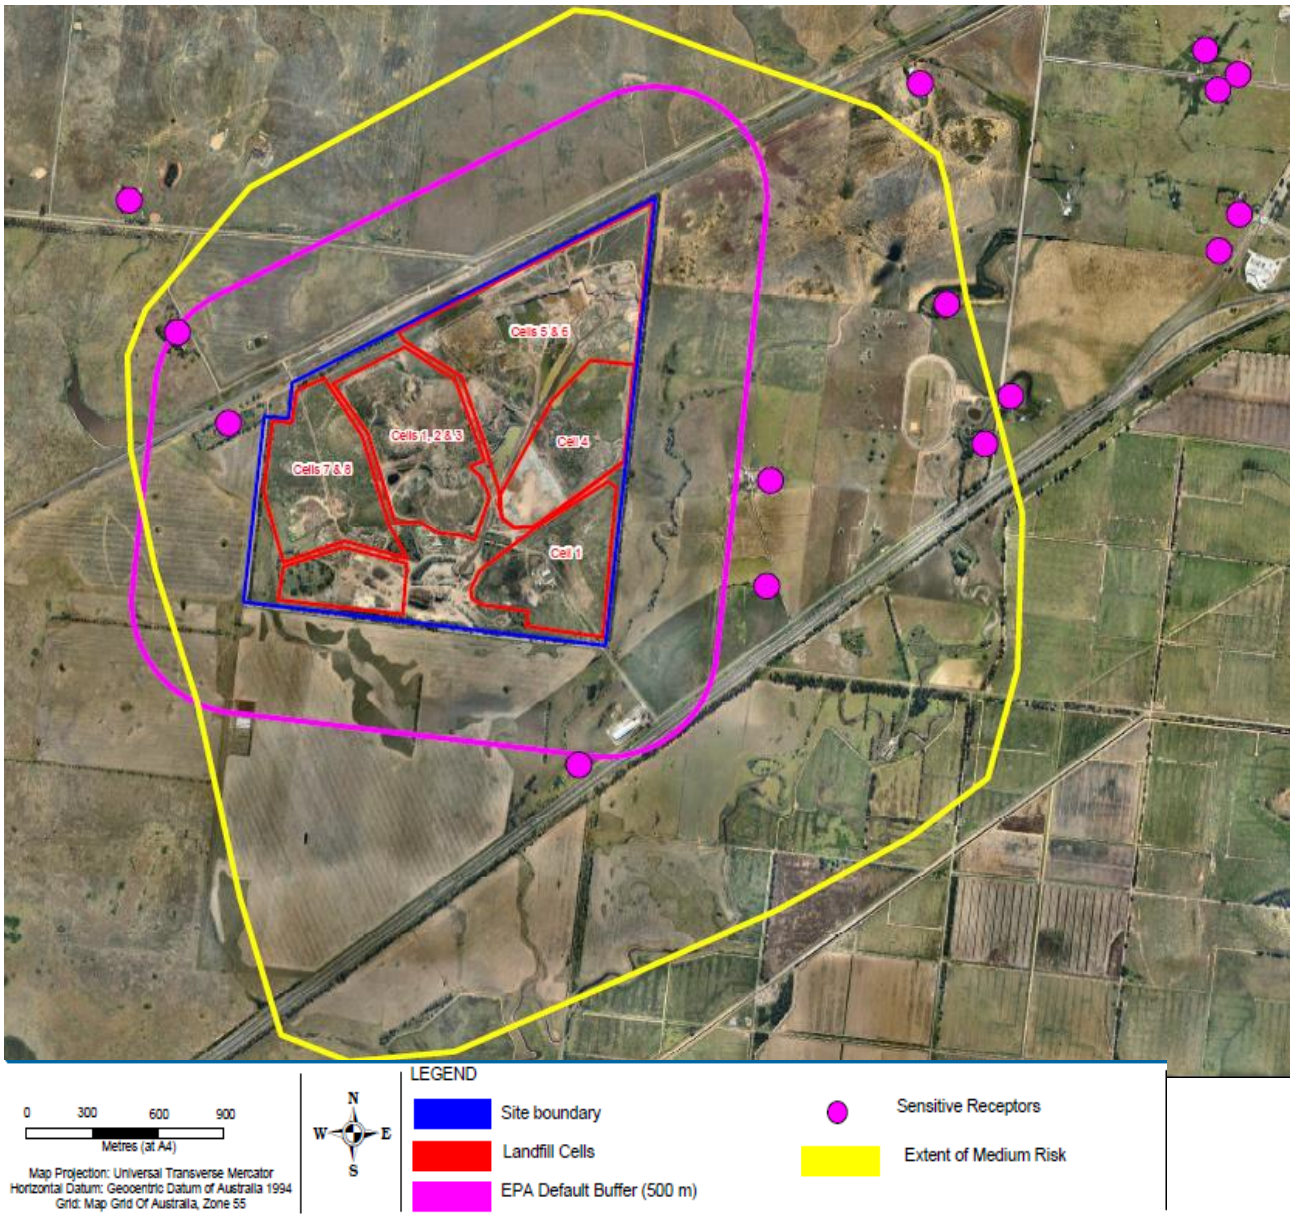 Cells 5 & 6
Cells 1, 2 & 3
Cell 4
Cells 7 & 8
Cell 1
LEGEND
0 300 600 900
Metres (at A4)
Map Projection: Universal Transverse Mercator
Horizontal Datum: Geocentric Datum of Australia 1994
Grid: Map Grid Of Australia, Zone 55
N
W E
S
Site boundary
Landfill Cells
EPA Default Buffer (500 m)
Sensitive Receptors
Extent of Medium Risk